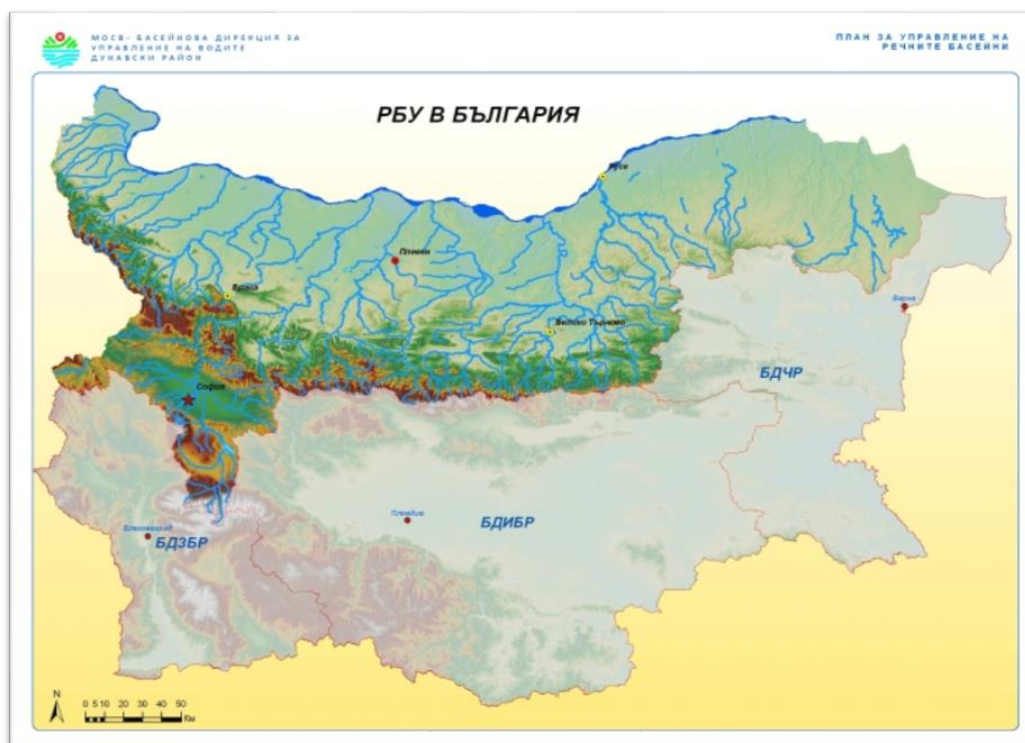 МОСВ- БАСЕЙНОВА ДИРЕКЦИЯ ЗА
УПРАВЛЕНИЕ НА ВОДИТЕ
ДУНАВСКИ РАЙОН
ПЛАН ЗА УПРАВЛЕНИЕ НА
РЕЧНИТЕ БАСЕЙНИ
РБУ В БЪЛГАРИЯ
Русе
Плевен
Враца
Варна
Велико Търново
БДЧР
София
Пловдив
БДИБР
Благоевград
БДЗБР
N
0 5 10 20 30 40 50
Км